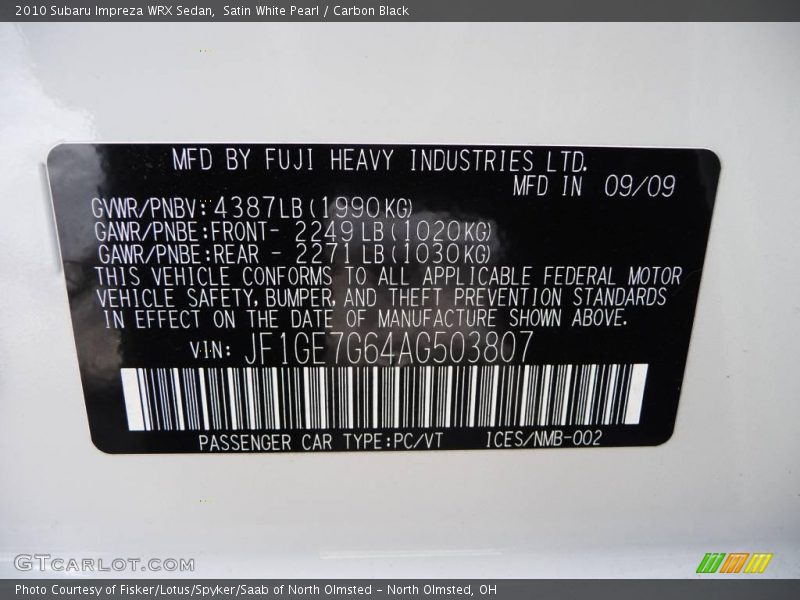 2010 Subaru Impreza WRX Sedan,  Satin White Pearl / Carbon Black
MFD BY FUJI HEAVY INDUSTRIES LTD.
MFD IN 09/09
GVWR/PNBV:4387LB(1990KG)
GAWR/PNBE:FRONT- 2249LB(1020KG)
GAWR/PNBE:REAR - 2271LB(1030KG)
THIS VEHICLE CONFORMS TO ALL APPLICABLE FEDERAL MOTOR
VEHICLE SAFETY, BUMPER, AND THEFT PREVENTION STANDARDS
IN EFFECT ON THE DATE OF MANUFACTURE SHOWN ABOVE.
VIN: JF1GE7G64AG503807
PASSENGER CAR TYPE:PC/VT ICES/NMB-002
GTCARLOT.COM
Photo Courtesy of Fisker/Lotus/Spyker/Saab of North Olmsted - North Olmsted, OH